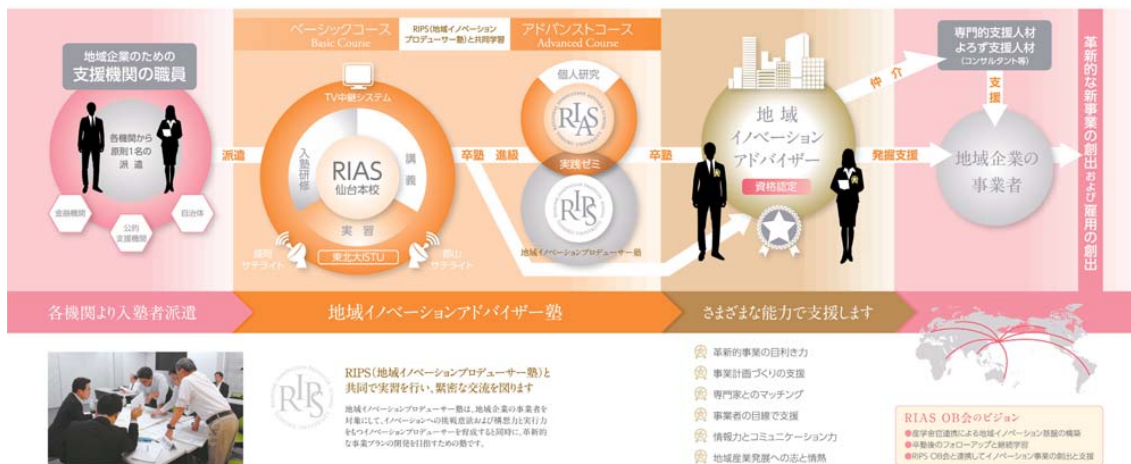 地域企業のための
支援機関の職員
各機関から
原則1名の
派遣
金融機関
公的
支援機関
自治体
派遣
ベーシックコース
Basic Course
RIPS(地域イノベーション
プロデューサー塾)と共同学習
アドバンストコース
Advanced Course
TV中継システム
入塾研修
RIAS
仙台本校
講義
実習
サテライト
東北大ISTU
郡山
サテライト
卒塾 進級
個人研究
RIAS
実践ゼミ
RIPS
地域イノベーションプロデューサー塾
卒塾
地域
イノベーション
アドバイザー
資格認定
仲介
発掘支援
専門的支援人材
よろず支援人材
(コンサルタント等)
支援
地域企業の
事業者
革新的な新事業の創出および雇用の創出
各機関より入塾者派遣
地域イノベーションアドバイザー塾
さまざまな能力で支援します
RIPS
RIPS(地域イノベーションプロデューサー塾)と
共同で実習を行い、緊密な交流を図ります
地域イノベーションプロデューサー塾は、地域企業の事業者を
対象にして、イノベーションへの挑戦意欲および構想力と実行力
をもつイノベーションプロデューサーを育成すると同時に、革新的
な事業プランの開発を目指すための塾です。
革新的事業の目利き力
事業計画づくりの支援
専門家とのマッチング
事業者の目線で支援
情報力とコミュニケーション力
地域産業発展への志と情熱
RIAS OB会のビジョン
●産学金官連携による地域イノベーション基盤の構築
●卒塾後のフォローアップと継続学習
●RIPS OB会と連携してイノベーション事業の創出と支援